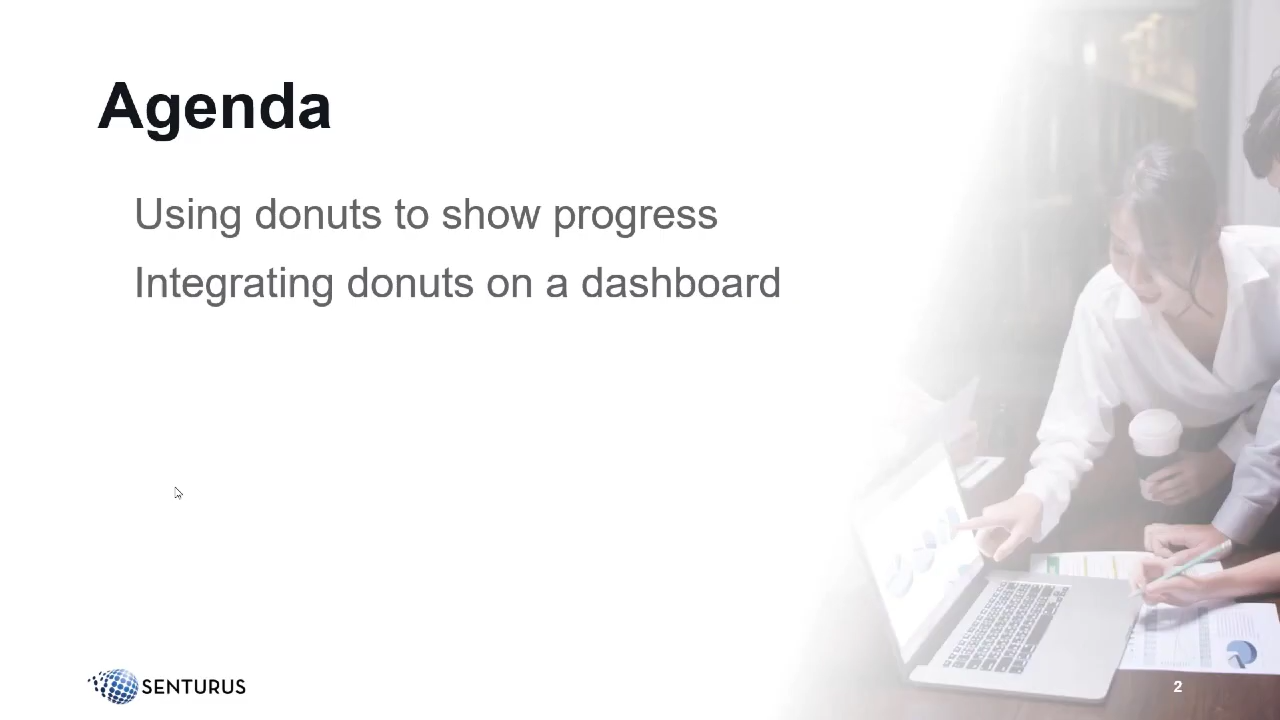 Agenda
Using donuts to show progress
Integrating donuts on a dashboard
SENTURUS
2